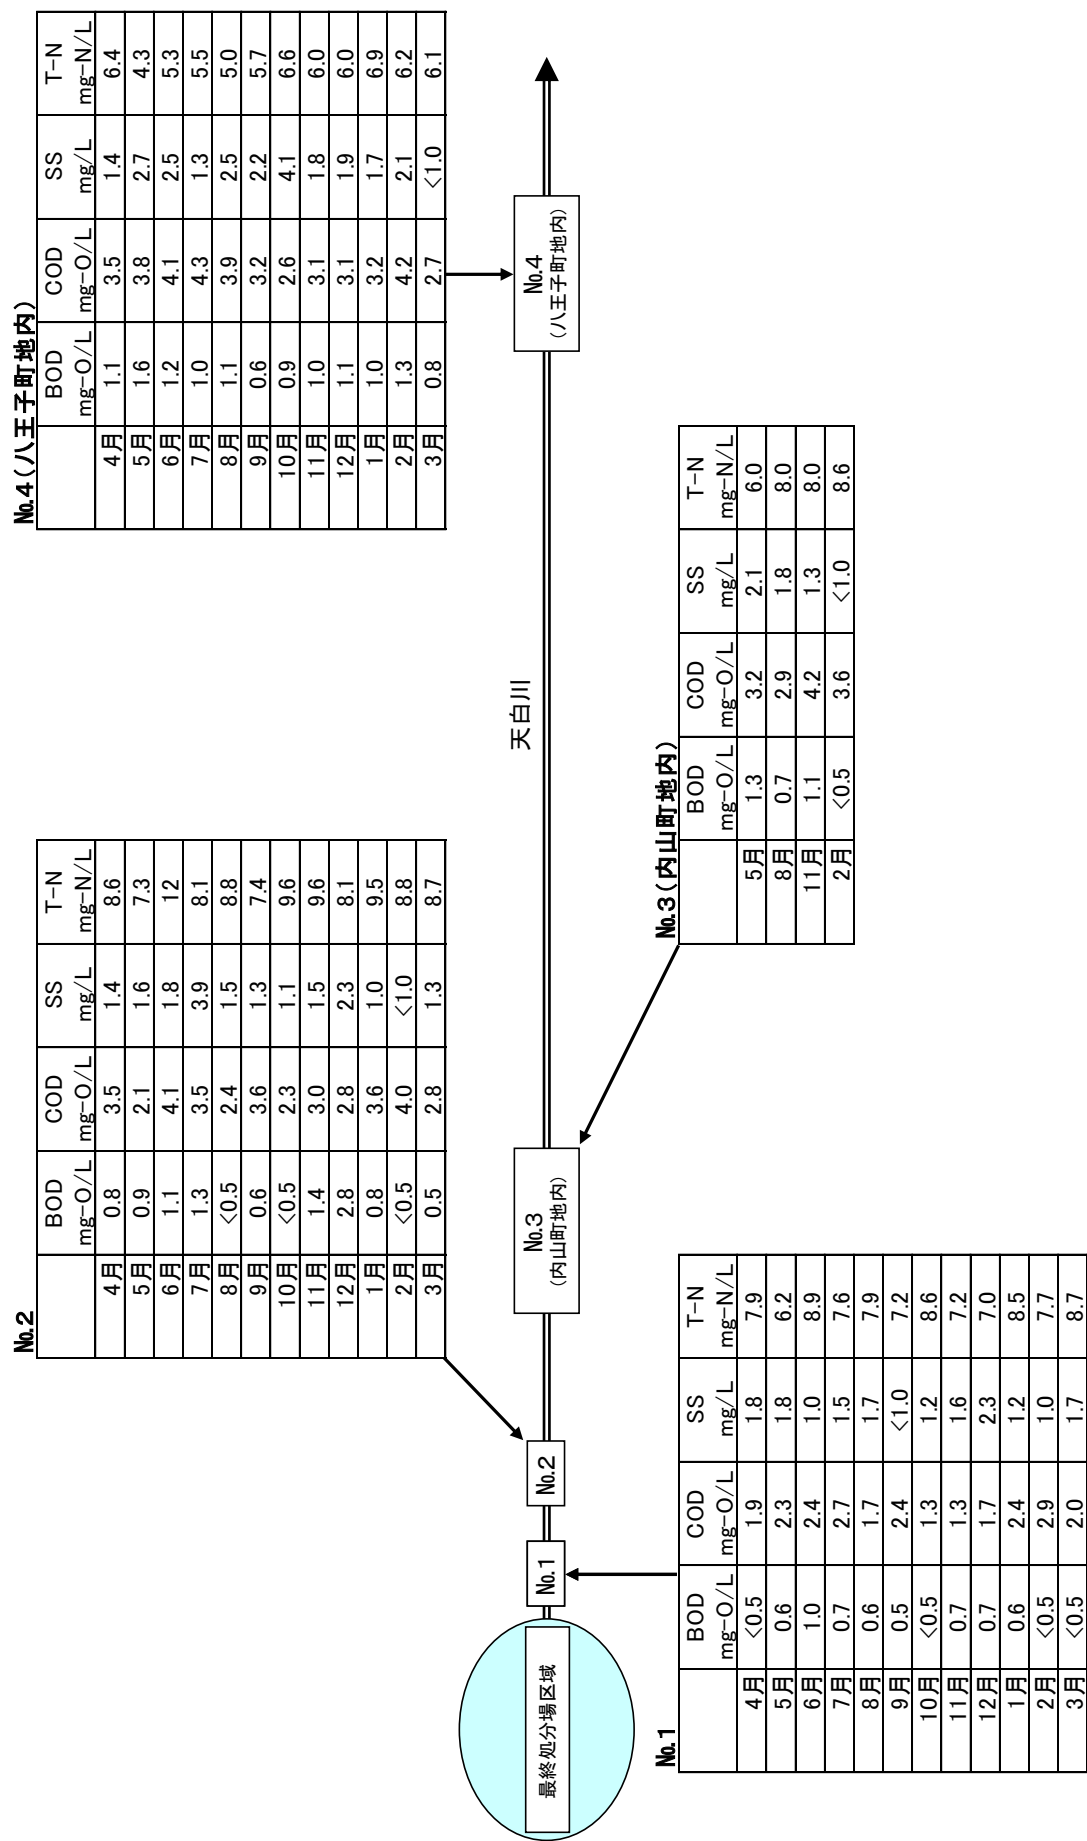 No.2
BOD COD SS T-N
mg-O/L mg-O/L mg/L mg-N/L
4月 0.8 3.5 1.4 8.6
5月 0.9 2.1 1.6 7.3
6月 1.1 4.1 1.8 12
7月 1.3 3.5 3.9 8.1
8月 <0.5 2.4 1.5 8.8
9月 0.6 3.6 1.3 7.4
10月 <0.5 2.3 1.1 9.6
11月 1.4 3.0 1.5 9.6
12月 2.8 2.8 2.3 8.1
1月 0.8 3.6 1.0 9.5
2月 <0.5 4.0 <1.0 8.8
3月 0.5 2.8 1.3 8.7
No.4(八王子町地内)
BOD COD SS T-N
mg-O/L mg-O/L mg/L mg-N/L
4月 1.1 3.5 1.4 6.4
5月 1.6 3.8 2.7 4.3
6月 1.2 4.1 2.5 5.3
7月 1.0 4.3 1.3 5.5
8月 1.1 3.9 2.5 5.0
9月 0.6 3.2 2.2 5.7
10月 0.9 2.6 4.1 6.6
11月 1.0 3.1 1.8 6.0
12月 1.1 3.1 1.9 6.0
1月 1.0 3.2 1.7 6.9
2月 1.3 4.2 2.1 6.2
3月 0.8 2.7 <1.0 6.1
天白川
最終処分場区域
No.1
No.2
No.3
(内山町地内)
No.4
(八王子町地内)
No.1
BOD COD SS T-N
mg-O/L mg-O/L mg/L mg-N/L
4月 <0.5 1.9 1.8 7.9
5月 0.6 2.3 1.8 6.2
6月 1.0 2.4 1.0 8.9
7月 0.7 2.7 1.5 7.6
8月 0.6 1.7 1.7 7.9
9月 0.5 2.4 <1.0 7.2
10月 <0.5 1.3 1.2 8.6
11月 0.7 1.3 1.6 7.2
12月 0.7 1.7 2.3 7.0
1月 0.6 2.4 1.2 8.5
2月 <0.5 2.9 1.0 7.7
3月 <0.5 2.0 1.7 8.7
No.3(内山町地内)
BOD COD SS T-N
mg-O/L mg-O/L mg/L mg-N/L
5月 1.3 3.2 2.1 6.0
8月 0.7 2.9 1.8 8.0
11月 1.1 4.2 1.3 8.0
2月 <0.5 3.6 <1.0 8.6